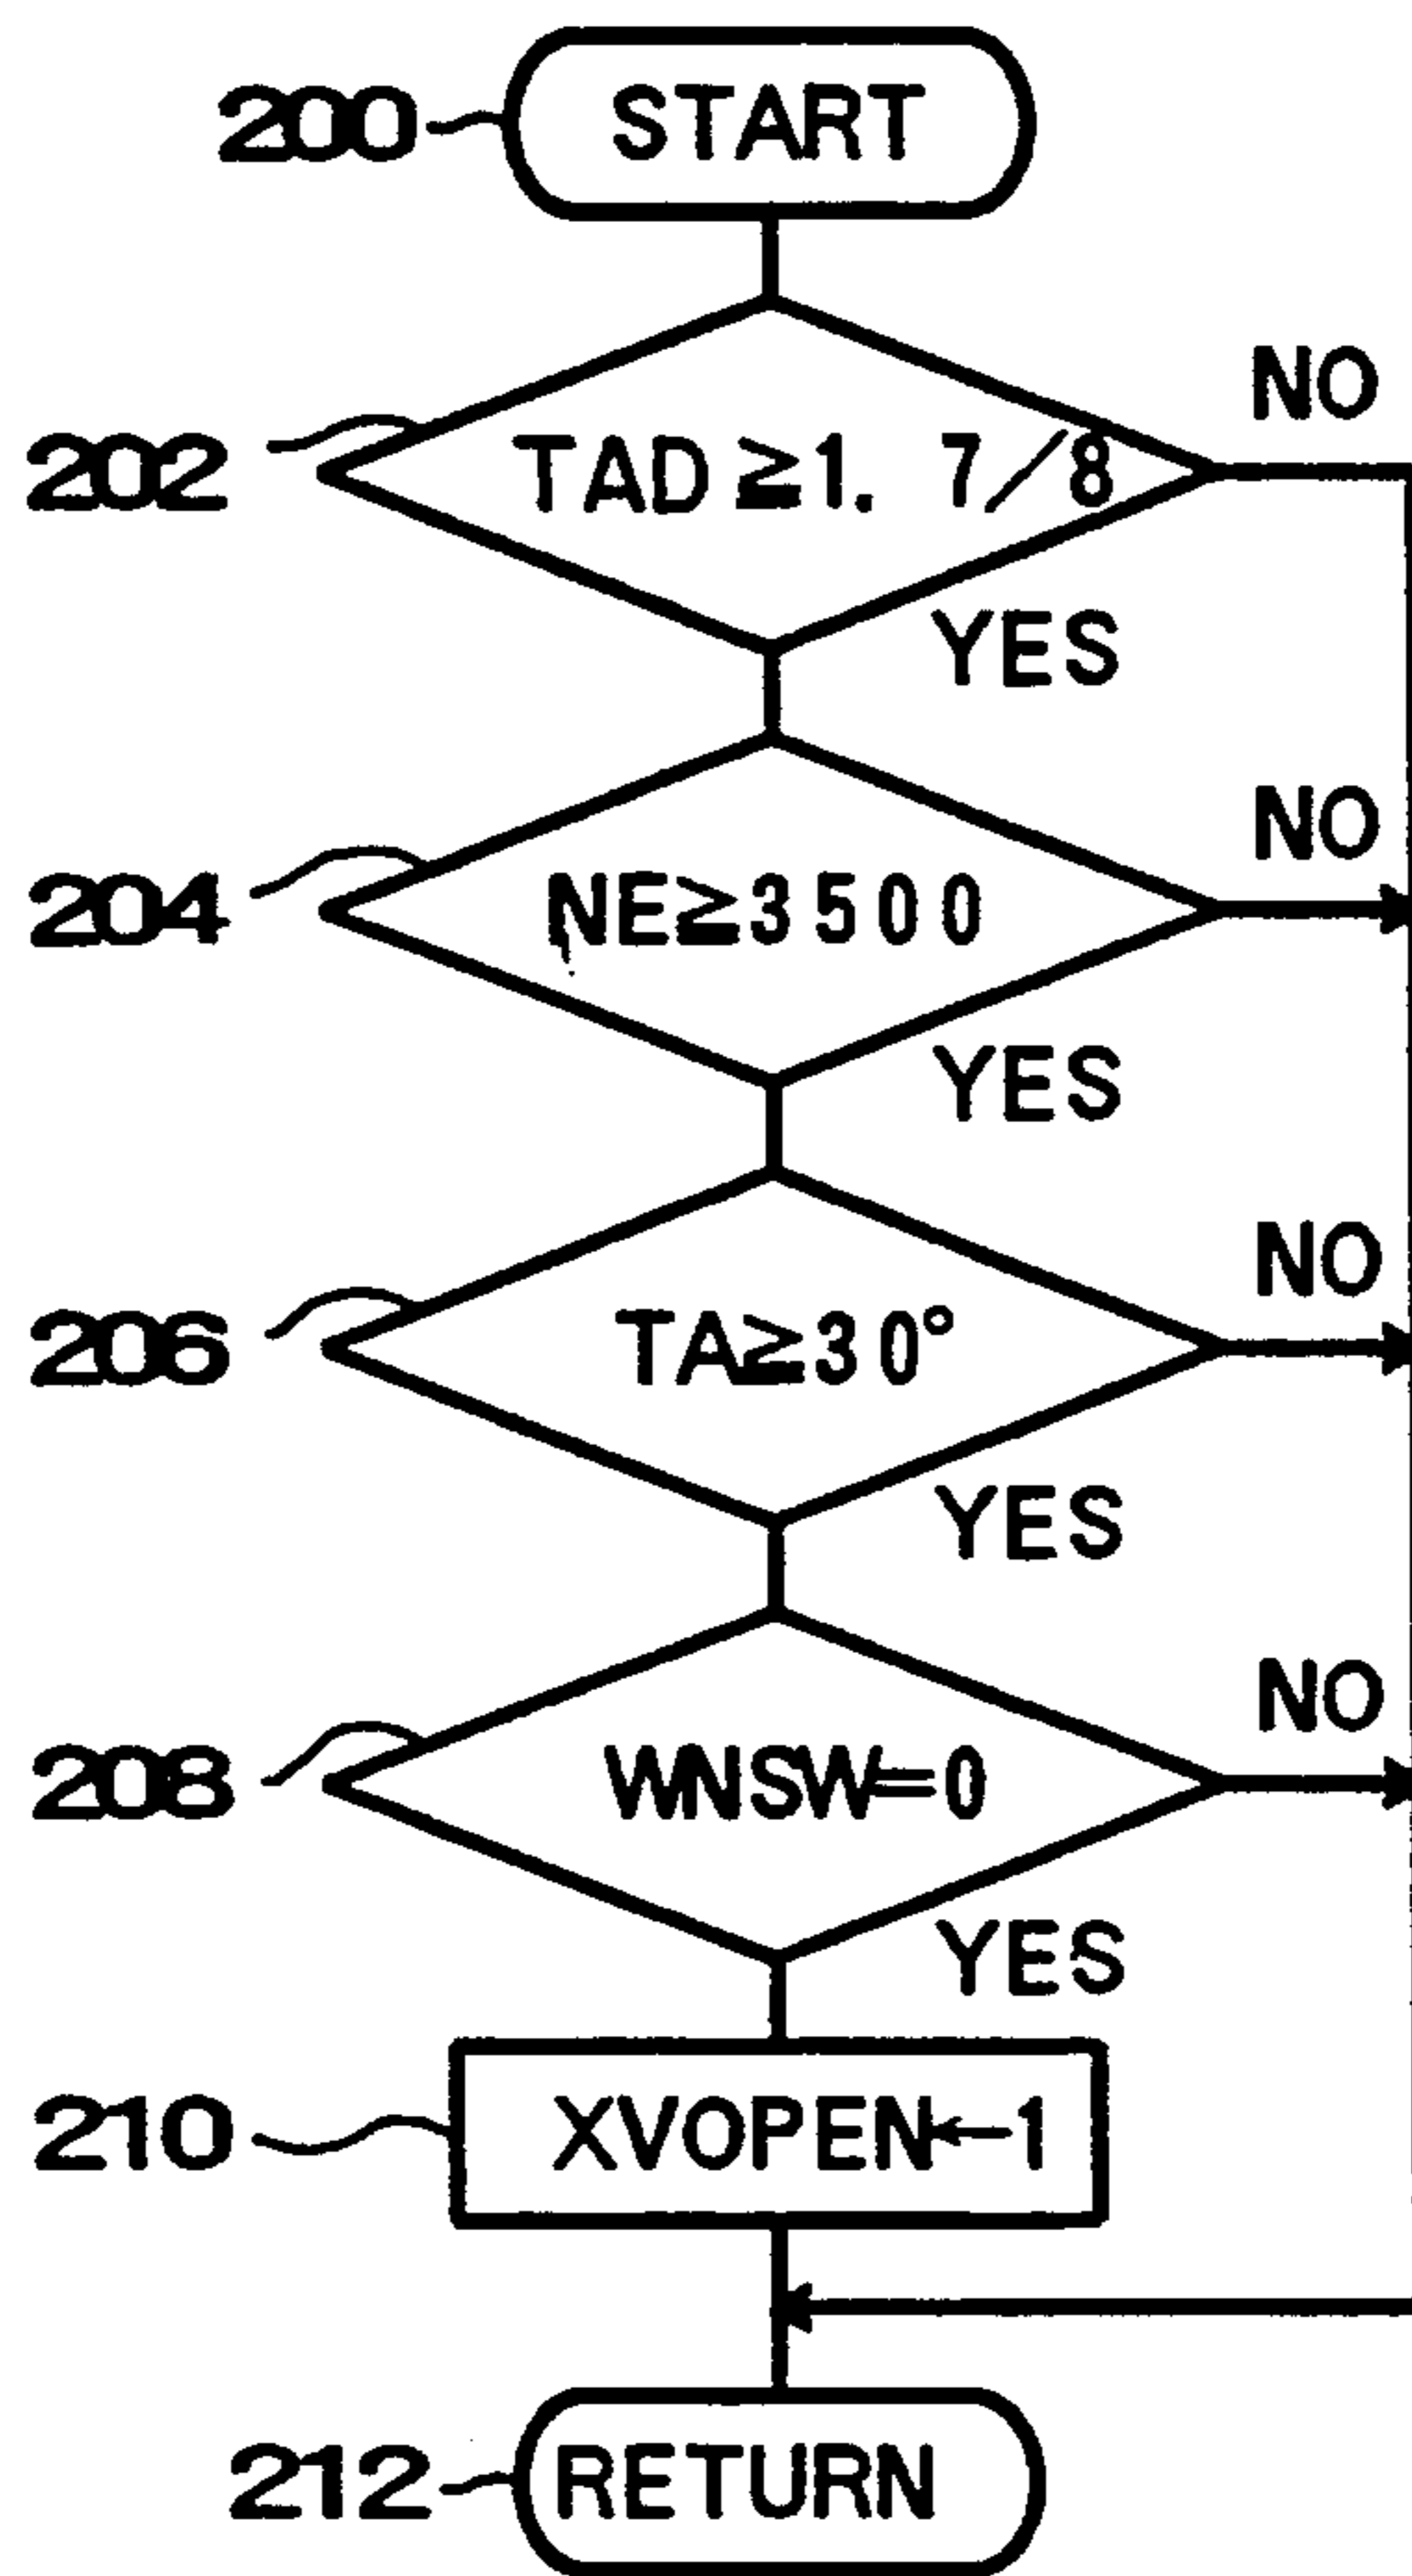 200 START
NO
202 TAD≧1. 7/8
YES
NO
204 NE≧3500
YES
NO
206 TA≧30°
YES
NO
208 WNSW=0
YES
210 XVOPEN←1
212 RETURN